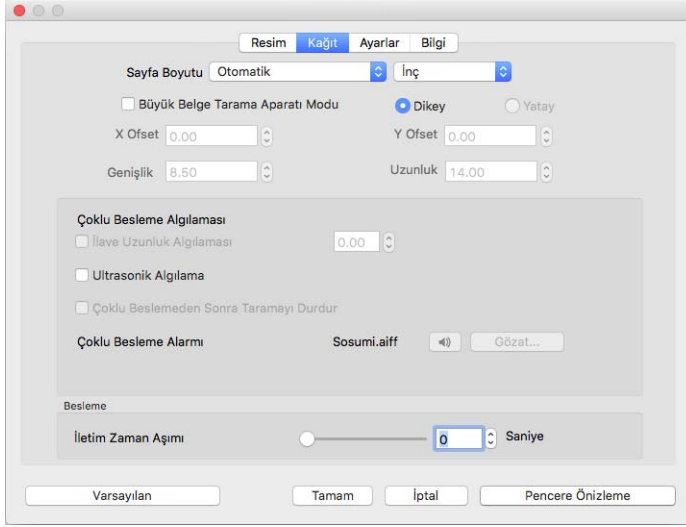 Resim Kağıt Ayarlar Bilgi
Sayfa Boyutu Otomatik İnç
Büyük Belge Tarama Aparatı Modu Dikey Yatay
X Ofset 0.00 Y Ofset 0.00
Genişlik 8.50 Uzunluk 14.00
Çoklu Besleme Algılaması
İlave Uzunluk Algılaması 0.00
Ultrasonik Algılama
Çoklu Beslemeden Sonra Taramayı Durdur
Çoklu Besleme Alarmı Sosumi.aiff Gözat...
Besleme
İletim Zaman Aşımı 0 Saniye
Varsayılan Tamam İptal Pencere Önizleme